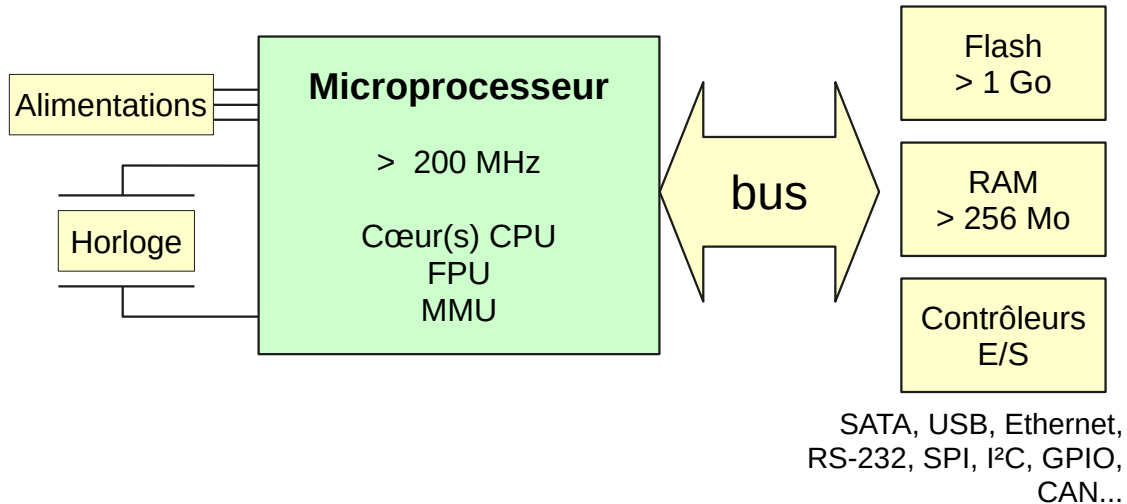 Alimentations
Horloge
Microprocesseur
> 200 MHz
Cœur(s) CPU
FPU
MMU
bus
Flash
> 1 Go
RAM
> 256 Mo
Contrôleurs
E/S
SATA, USB, Ethernet,
RS-232, SPI, I²C, GPIO,
CAN...